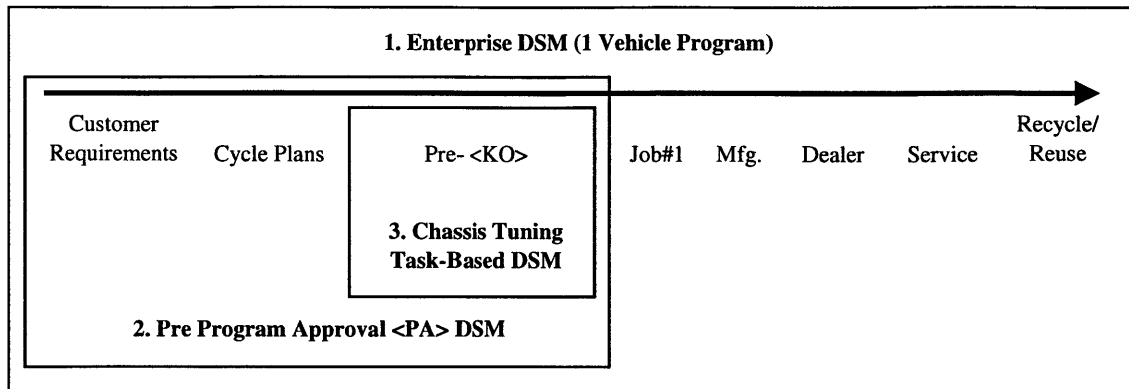 1. Enterprise DSM (1 Vehicle Program)
Customer
Requirements
Cycle Plans
Pre- <KO>
Job#1
Mfg.
Dealer
Service
Recycle/
Reuse
3. Chassis Tuning
Task-Based DSM
2. Pre Program Approval <PA> DSM